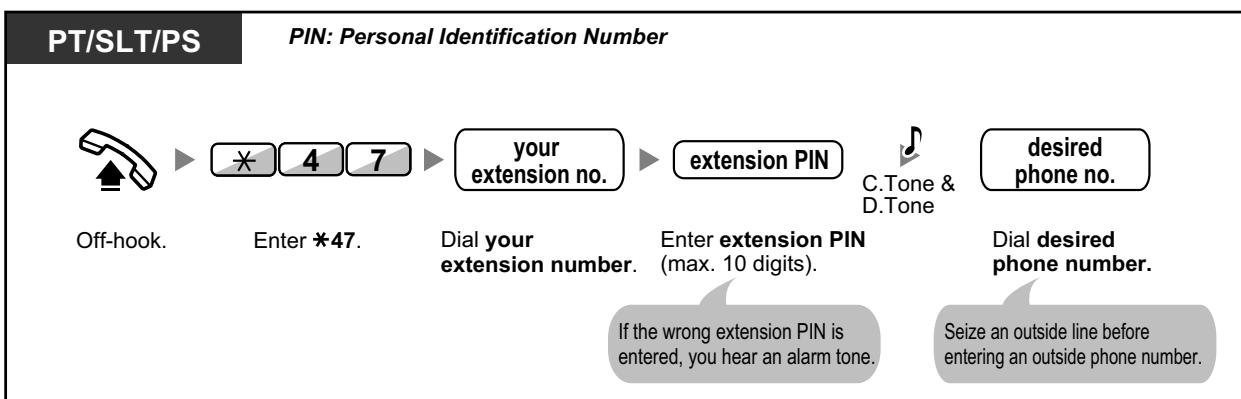 PT/SLT/PS
PIN: Personal Identification Number
* 4 7
your
extension no.
extension PIN
C.Tone &
D.Tone
desired
phone no.
Off-hook.
Enter *47.
Dial your
extension number.
Enter extension PIN
(max. 10 digits).
Dial desired
phone number.
If the wrong extension PIN is
entered, you hear an alarm tone.
Seize an outside line before
entering an outside phone number.